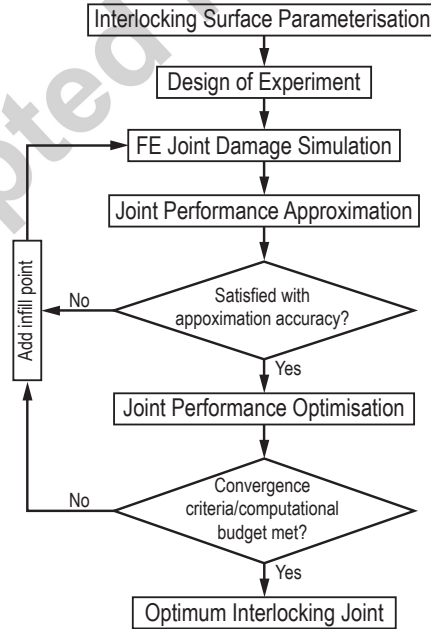 Interlocking Surface Parameterisation
Design of Experiment
FE Joint Damage Simulation
Joint Performance Approximation
Add infill point
No
Satisfied with
appoximation accuracy?
Yes
Joint Performance Optimisation
No
Convergence
criteria/computational
budget met?
Yes
Optimum Interlocking Joint